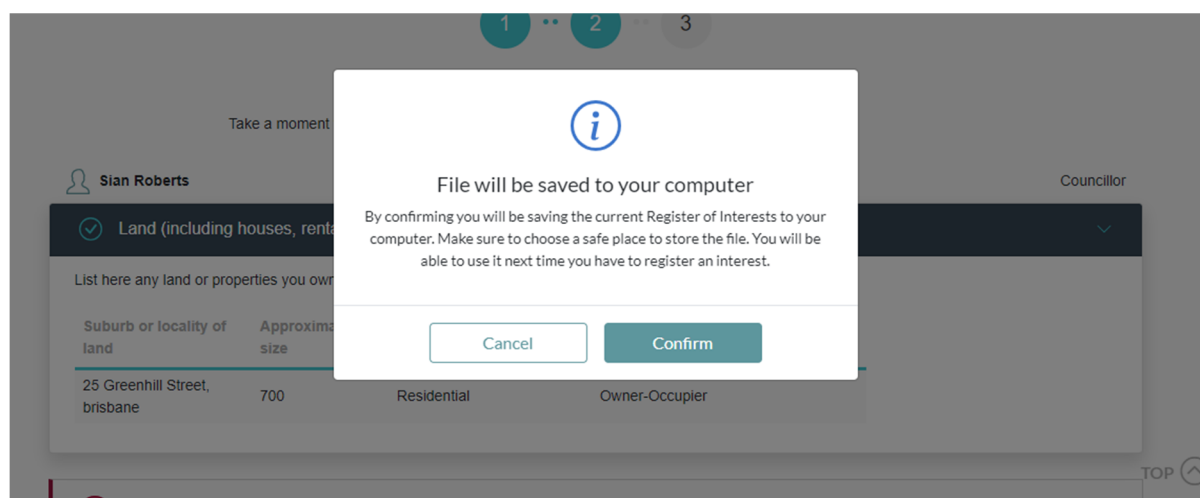 1 2 3
Take a moment
Sian Roberts
Councillor
Land (including houses, renta
List here any land or properties you own
Suburb or locality of
land
Approxima
size
25 Greenhill Street,
brisbane
700
Residential
Owner-Occupier
i
File will be saved to your computer
By confirming you will be saving the current Register of Interests to your
computer. Make sure to choose a safe place to store the file. You will be
able to use it next time you have to register an interest.
Cancel
Confirm
TOP